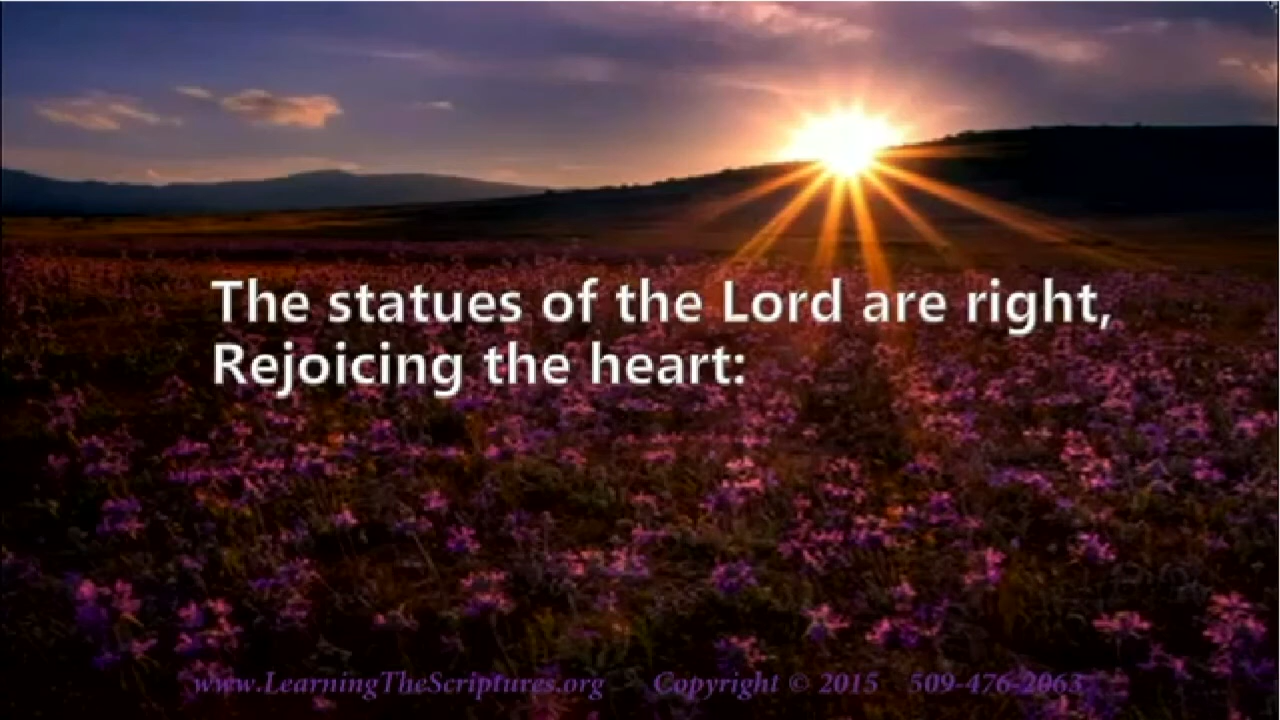 The statues of the Lord are right,
Rejoicing the heart:
www.LearningTheScriptures.org Copyright © 2015 509-476-2063